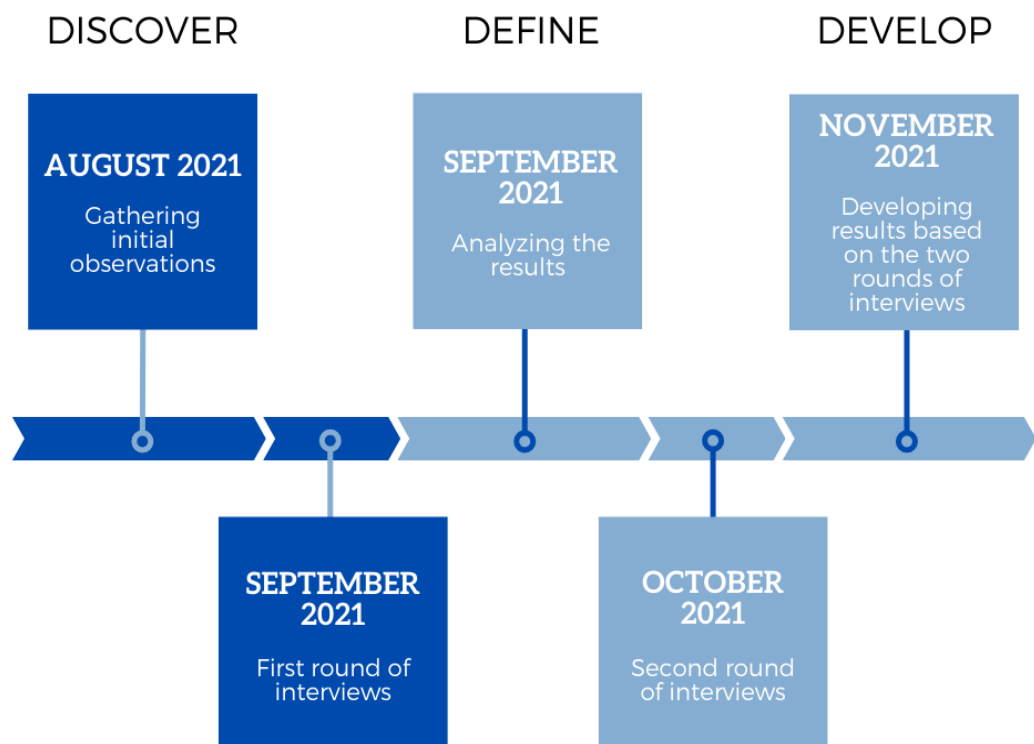 DISCOVER
DEFINE
DEVELOP
AUGUST 2021
Gathering
initial
observations
SEPTEMBER
2021
Analyzing the
results
NOVEMBER
2021
Developing
results based
on the two
rounds of
interviews
SEPTEMBER
2021
First round of
interviews
OCTOBER
2021
Second round
of interviews